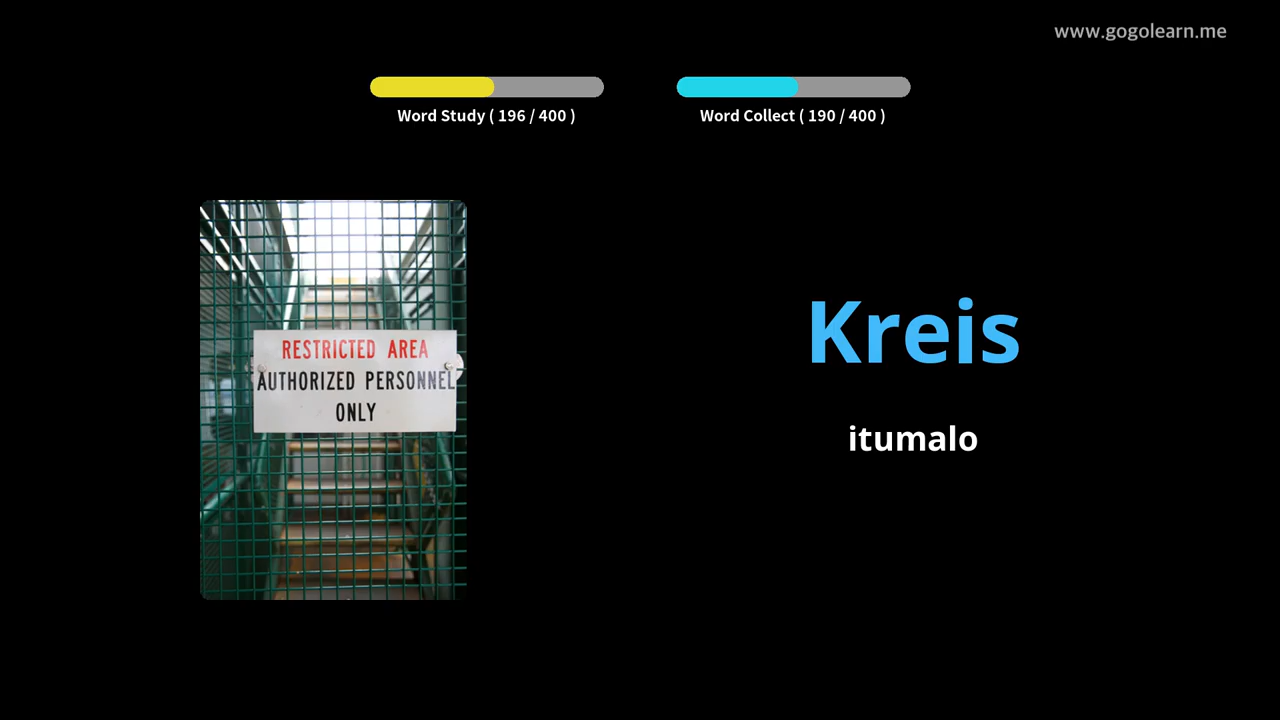 www.gogolearn.me
Word Study ( 196 / 400 )
Word Collect ( 190 / 400 )
RESTRICTED AREA
AUTHORIZED PERSONNEL
ONLY
Kreis
itumalo